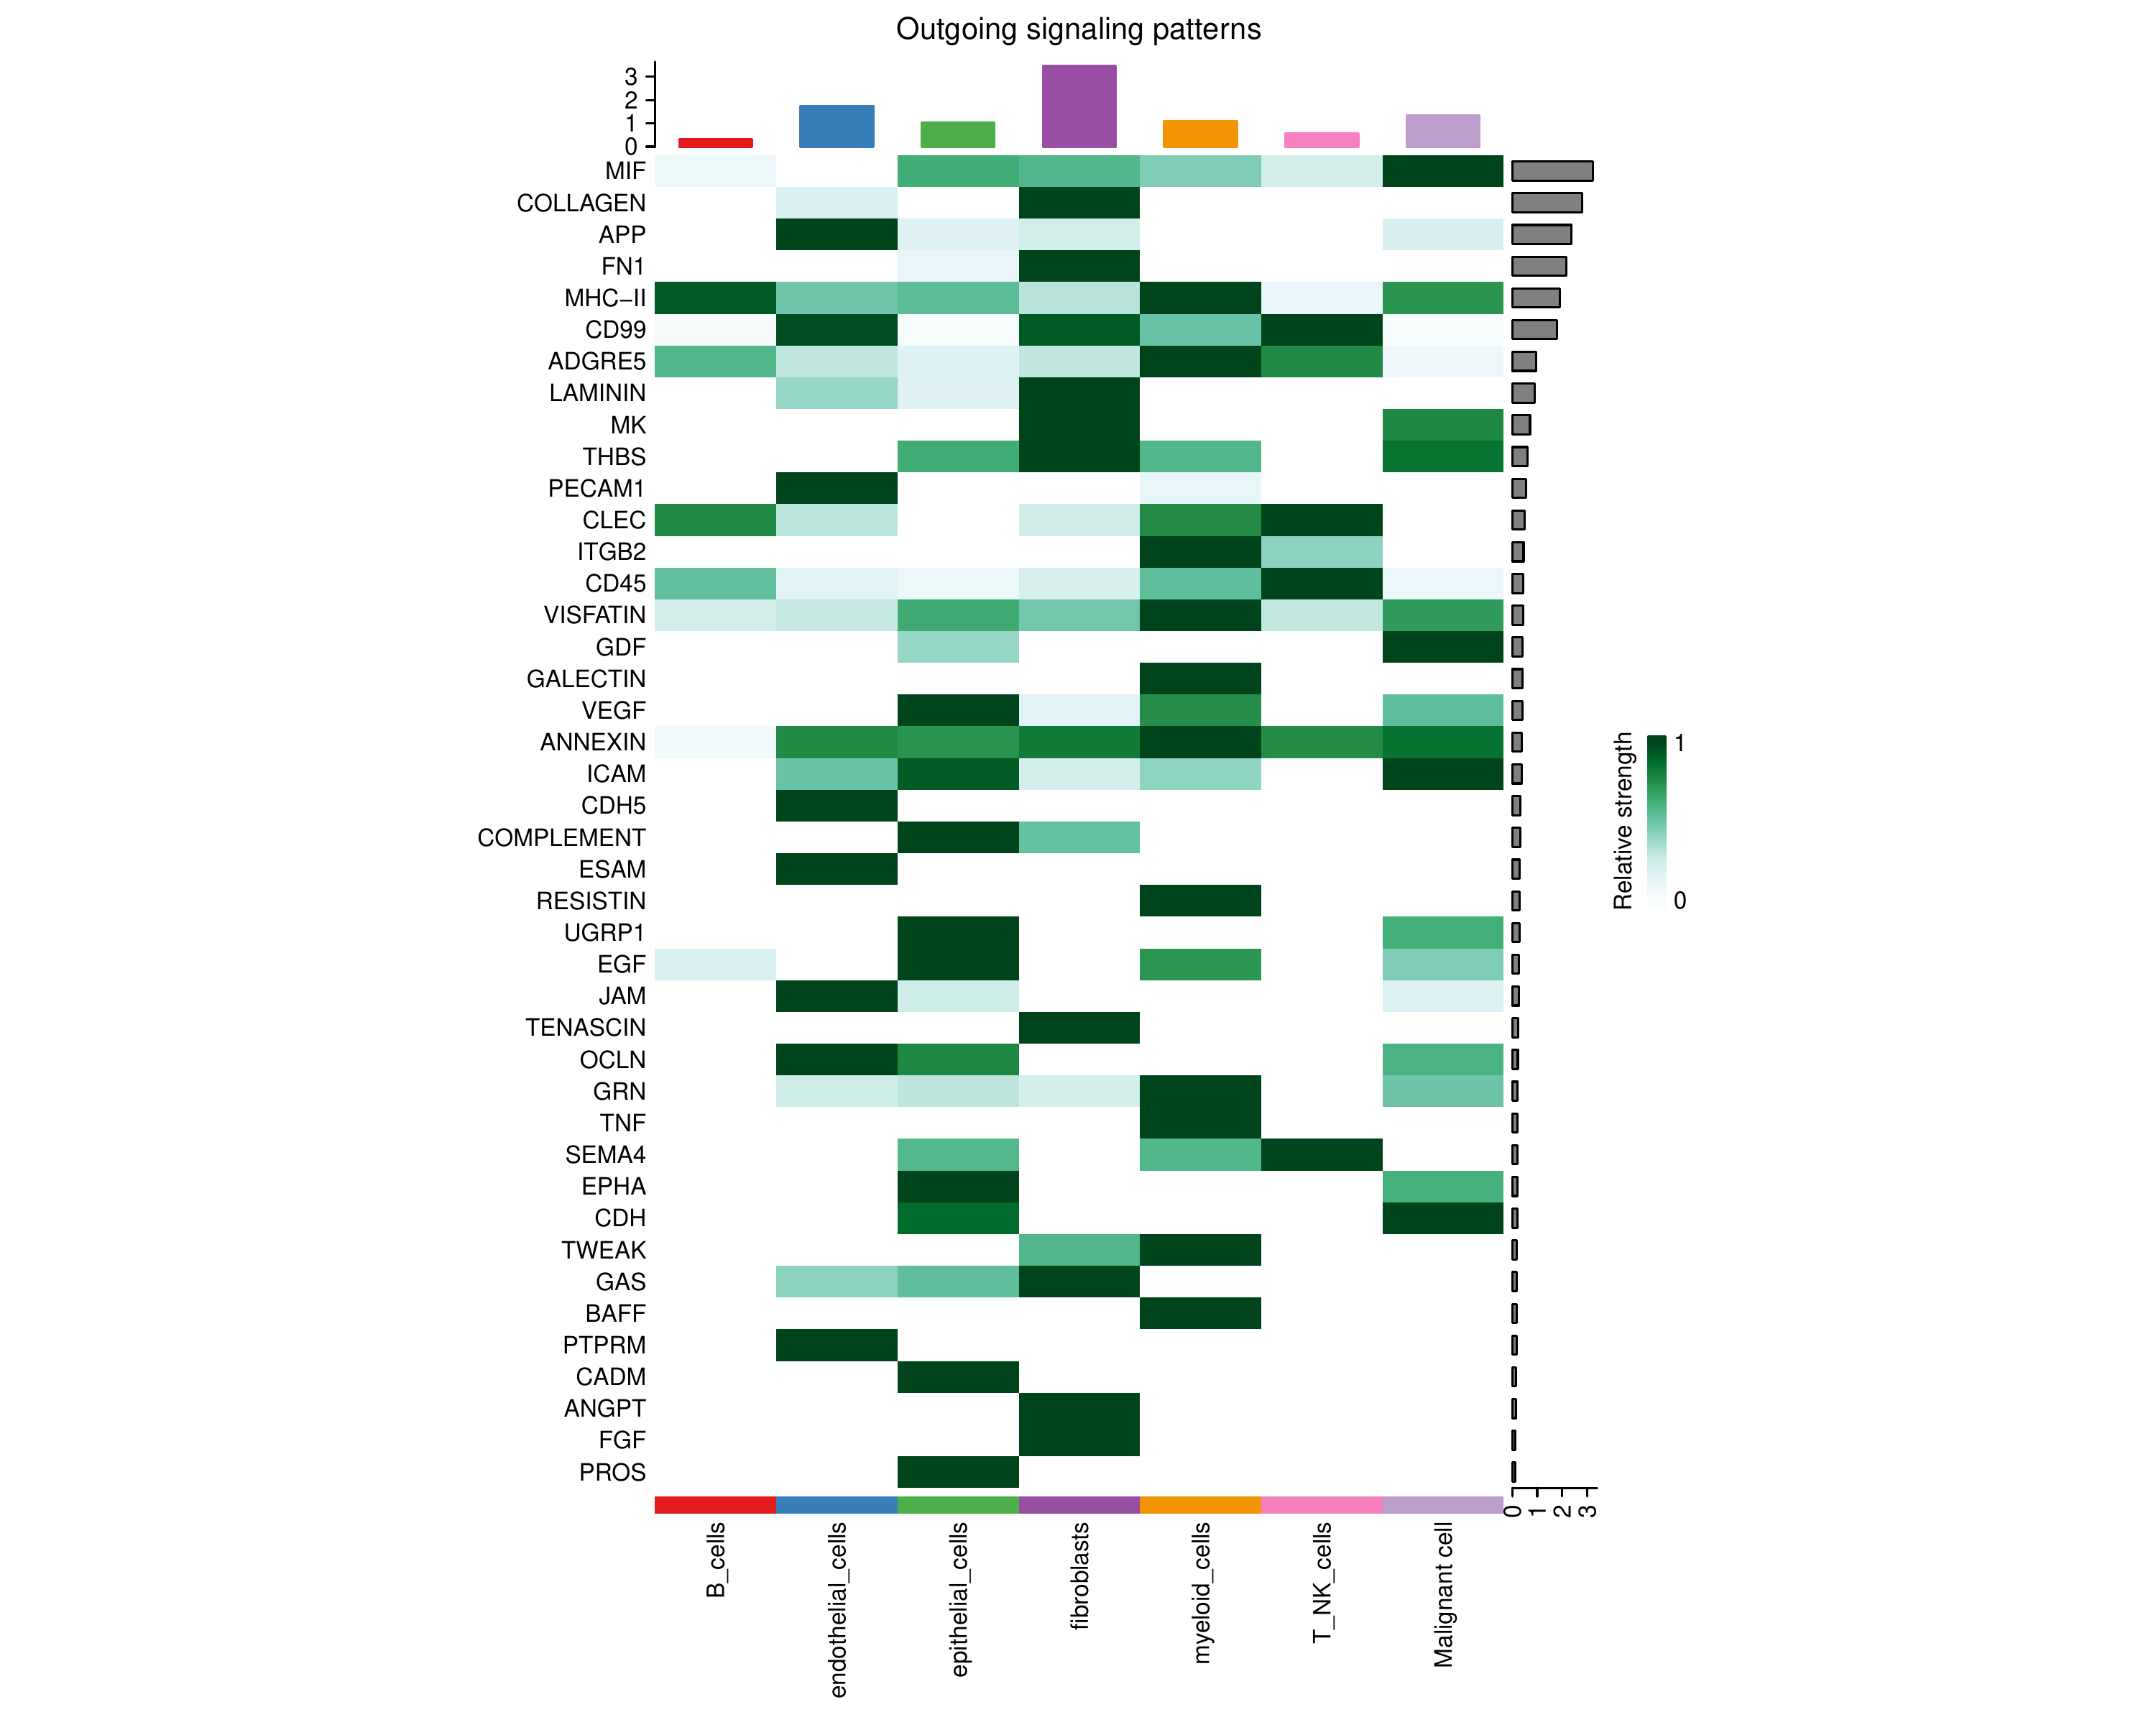 Outgoing signaling patterns
3
2
1
0
MIF
COLLAGEN
APP
FN1
MHC−II
CD99
ADGRE5
LAMININ
MK
THBS
PECAM1
CLEC
ITGB2
CD45
VISFATIN
GDF
GALECTIN
VEGF
ANNEXIN
ICAM
CDH5
COMPLEMENT
ESAM
RESISTIN
UGRP1
EGF
JAM
TENASCIN
OCLN
GRN
TNF
SEMA4
EPHA
CDH
TWEAK
GAS
BAFF
PTPRM
CADM
ANGPT
FGF
PROS
B_cells
endothelial_cells
epithelial_cells
fibroblasts
myeloid_cells
T_NK_cells
Malignant cell
0
1
2
3
Relative strength
1
0